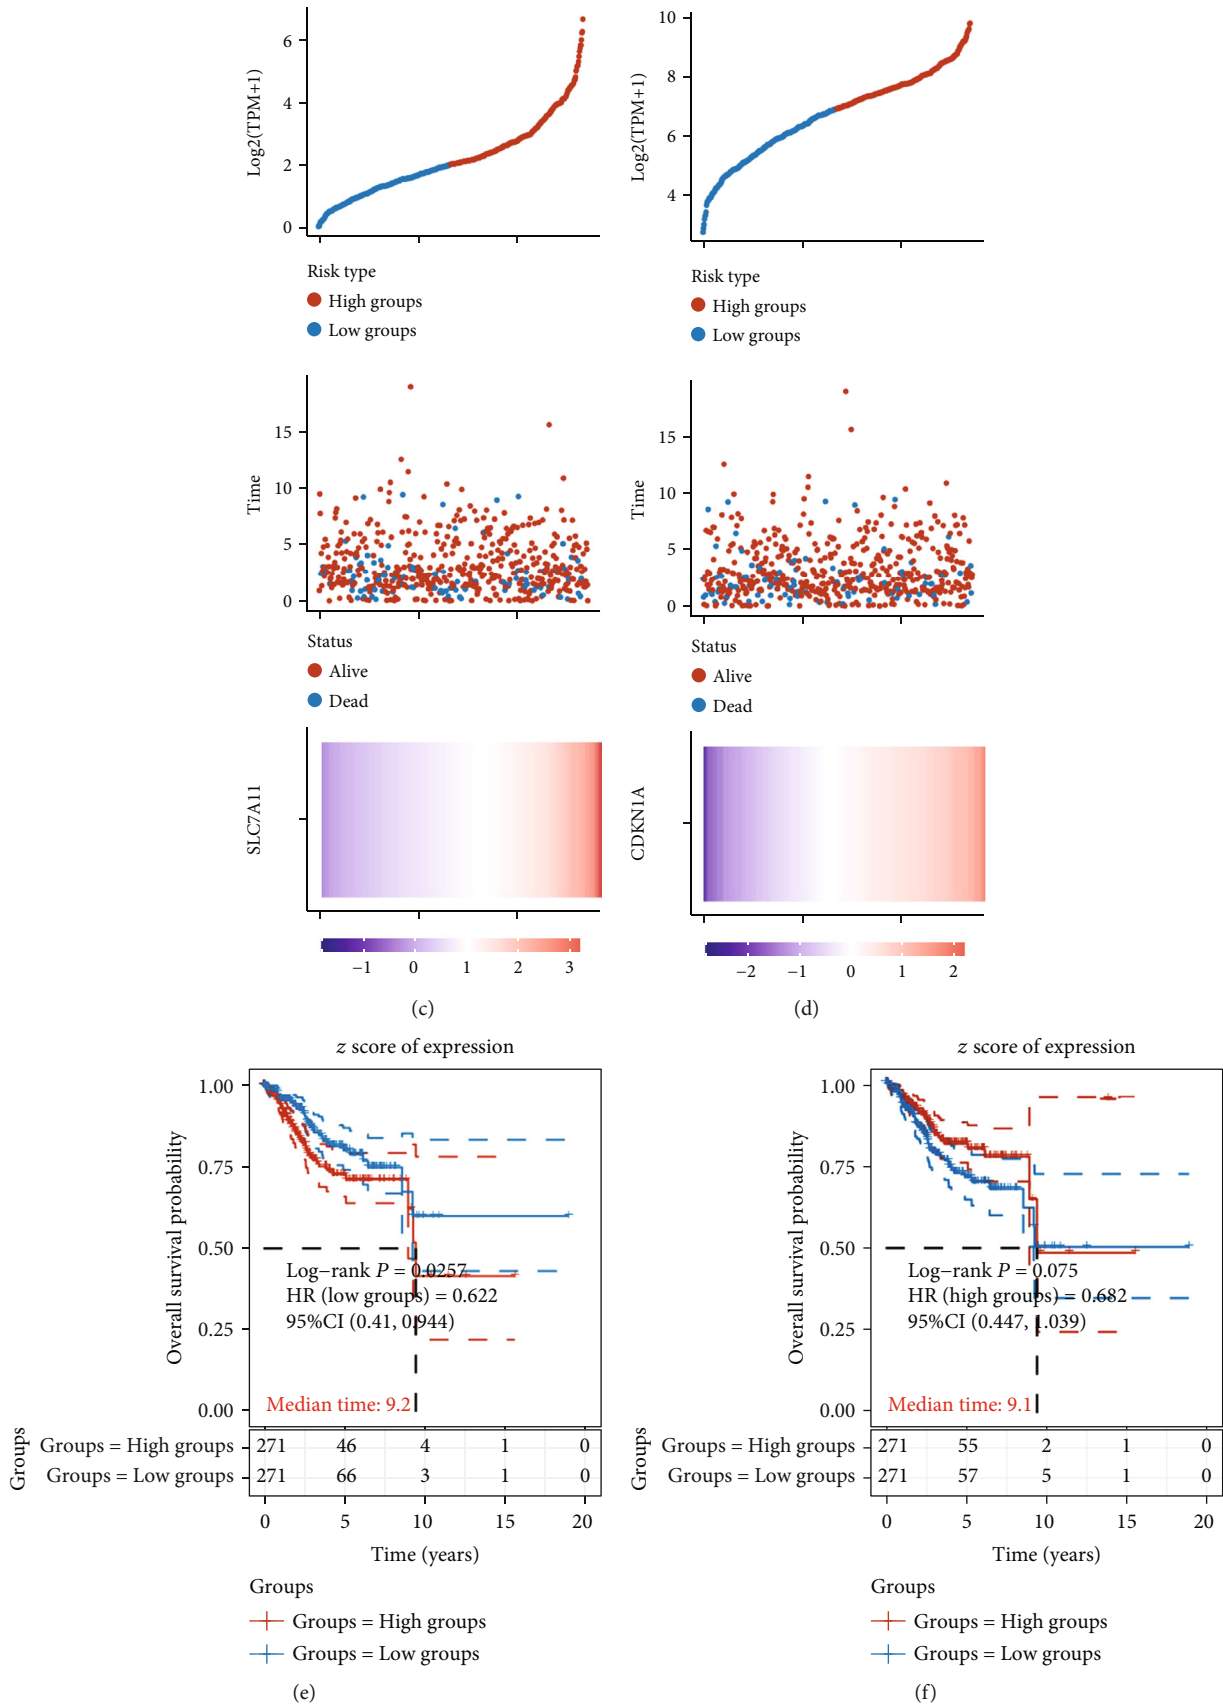 6
4
2
0
Log2(TPM+1)
Risk type
High groups
Low groups
15
10
5
0
Time
Status
Alive
Dead
SLC7A11
−1 0 1 2 3
(c)
10
8
6
4
Log2(TPM+1)
Risk type
High groups
Low groups
15
10
5
0
Time
Status
Alive
Dead
CDKN1A
−2 −1 0 1 2
(d)
z score of expression
1.00
0.75
0.50
0.25
0.00
Overall survival probability
Log−rank P = 0.0257
HR (low groups) = 0.622
95%CI (0.41, 0.944)
Median time: 9.2
Groups
Groups = High groups 271 46 4 1 0
Groups = Low groups 271 66 3 1 0
0 5 10 15 20
Time (years)
Groups
Groups = High groups
Groups = Low groups
(e)
z score of expression
1.00
0.75
0.50
0.25
0.00
Overall survival probability
Log−rank P = 0.075
HR (high groups) = 0.682
95%CI (0.447, 1.039)
Median time: 9.1
Groups
Groups = High groups 271 55 2 1 0
Groups = Low groups 271 57 5 1 0
0 5 10 15 20
Time (years)
Groups
Groups = High groups
Groups = Low groups
(f)